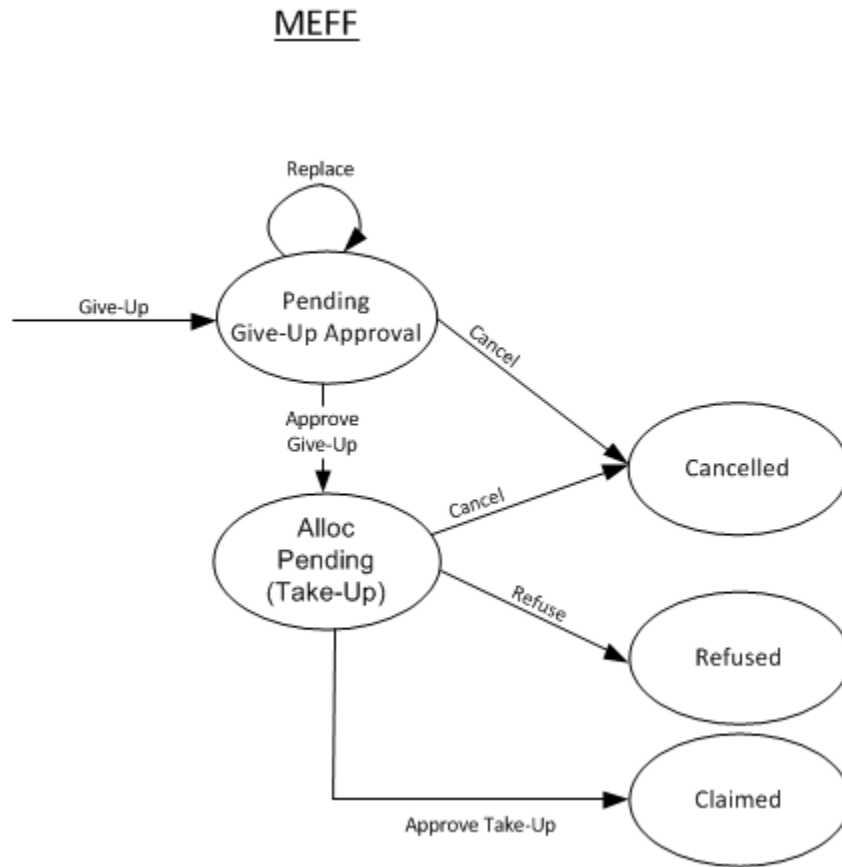 MEFF
Replace
Give-Up
Pending
Give-Up Approval
Cancel
Approve
Give-Up
Cancelled
Cancel
Alloc
Pending
(Take-Up)
Refuse
Refused
Claimed
Approve Take-Up